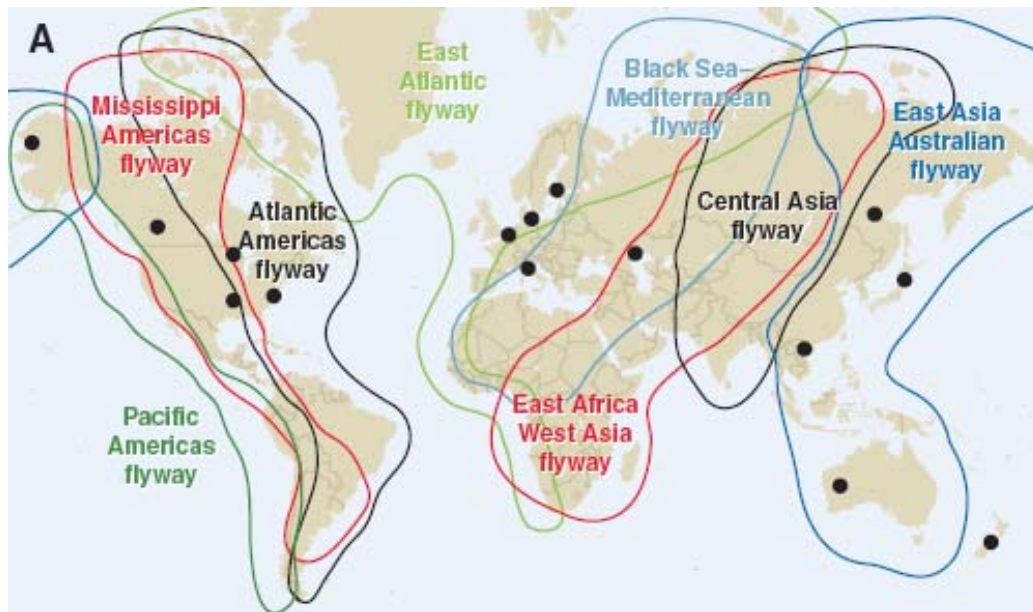 A
East
Atlantic
flyway
Black Sea–
Mediterranean
flyway
Mississippi
Americas
flyway
East Asia
Australian
flyway
Atlantic
Americas
flyway
Central Asia
flyway
Pacific
Americas
flyway
East Africa
West Asia
flyway